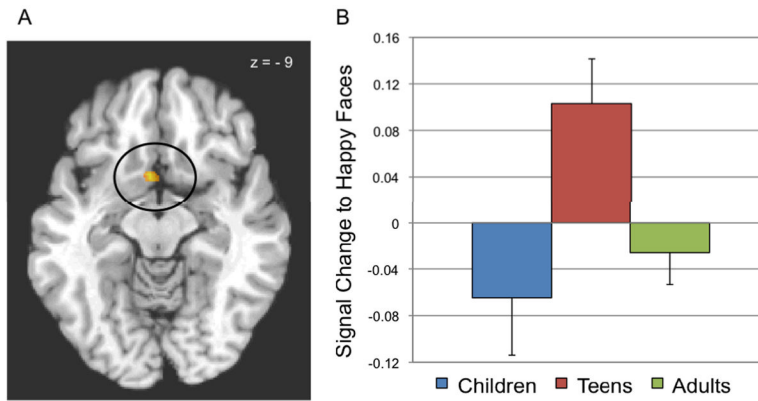 A
z = - 9
B
Signal Change to Happy Faces
0.16
0.12
0.08
0.04
0
-0.04
-0.08
-0.12
Children
Teens
Adults